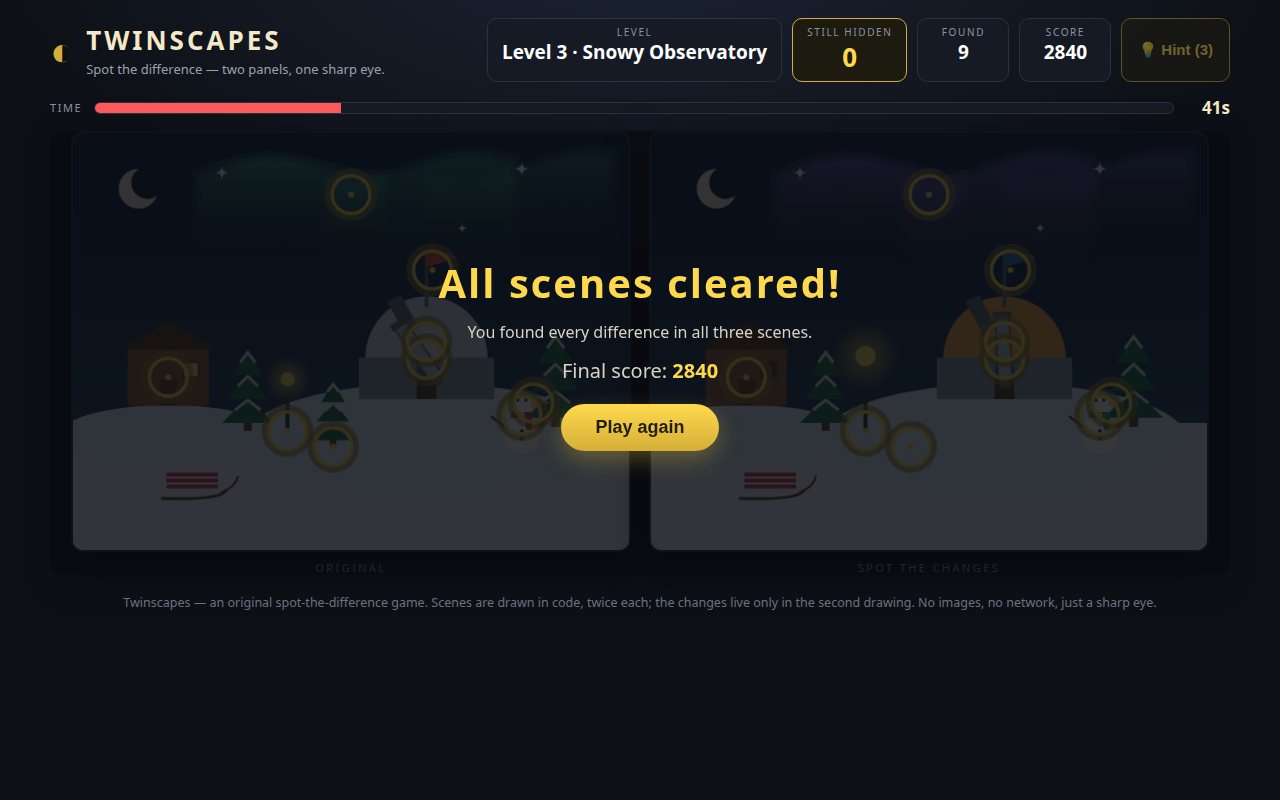 TWINSCAPES
Spot the difference — two panels, one sharp eye.
LEVEL
Level 3 · Snowy Observatory
STILL HIDDEN
0
FOUND
9
SCORE
2840
Hint (3)
TIME
41s
All scenes cleared!
You found every difference in all three scenes.
Final score: 2840
Play again
ORIGINAL
SPOT THE CHANGES
Twinscapes — an original spot-the-difference game. Scenes are drawn in code, twice each; the changes live only in the second drawing. No images, no network, just a sharp eye.